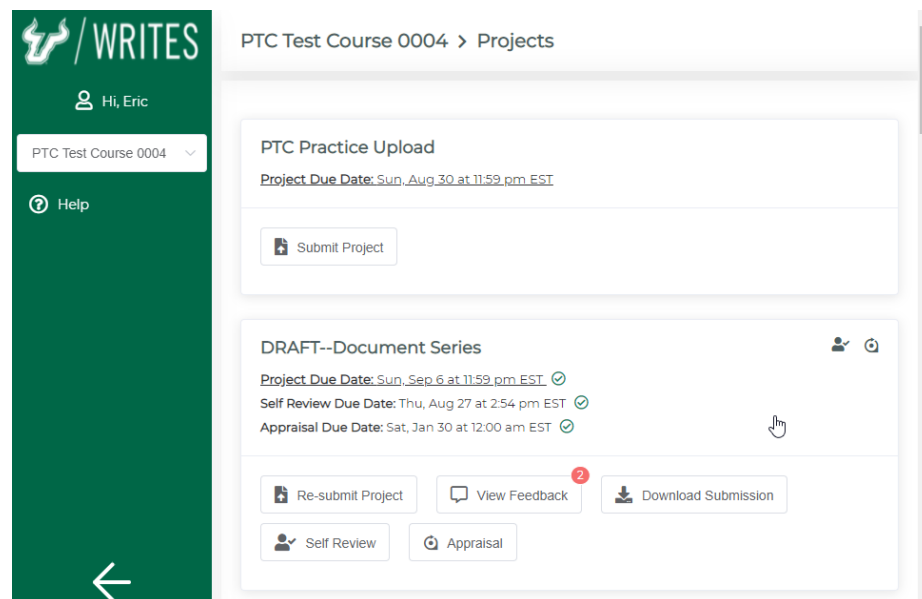 / WRITES
PTC Test Course 0004 > Projects
Hi, Eric
PTC Test Course 0004
Help
PTC Practice Upload
Project Due Date: Sun, Aug 30 at 11:59 pm EST
Submit Project
DRAFT--Document Series
Project Due Date: Sun, Sep 6 at 11:59 pm EST
Self Review Due Date: Thu, Aug 27 at 2:54 pm EST
Appraisal Due Date: Sat, Jan 30 at 12:00 am EST
Re-submit Project View Feedback 2 Download Submission
Self Review Appraisal